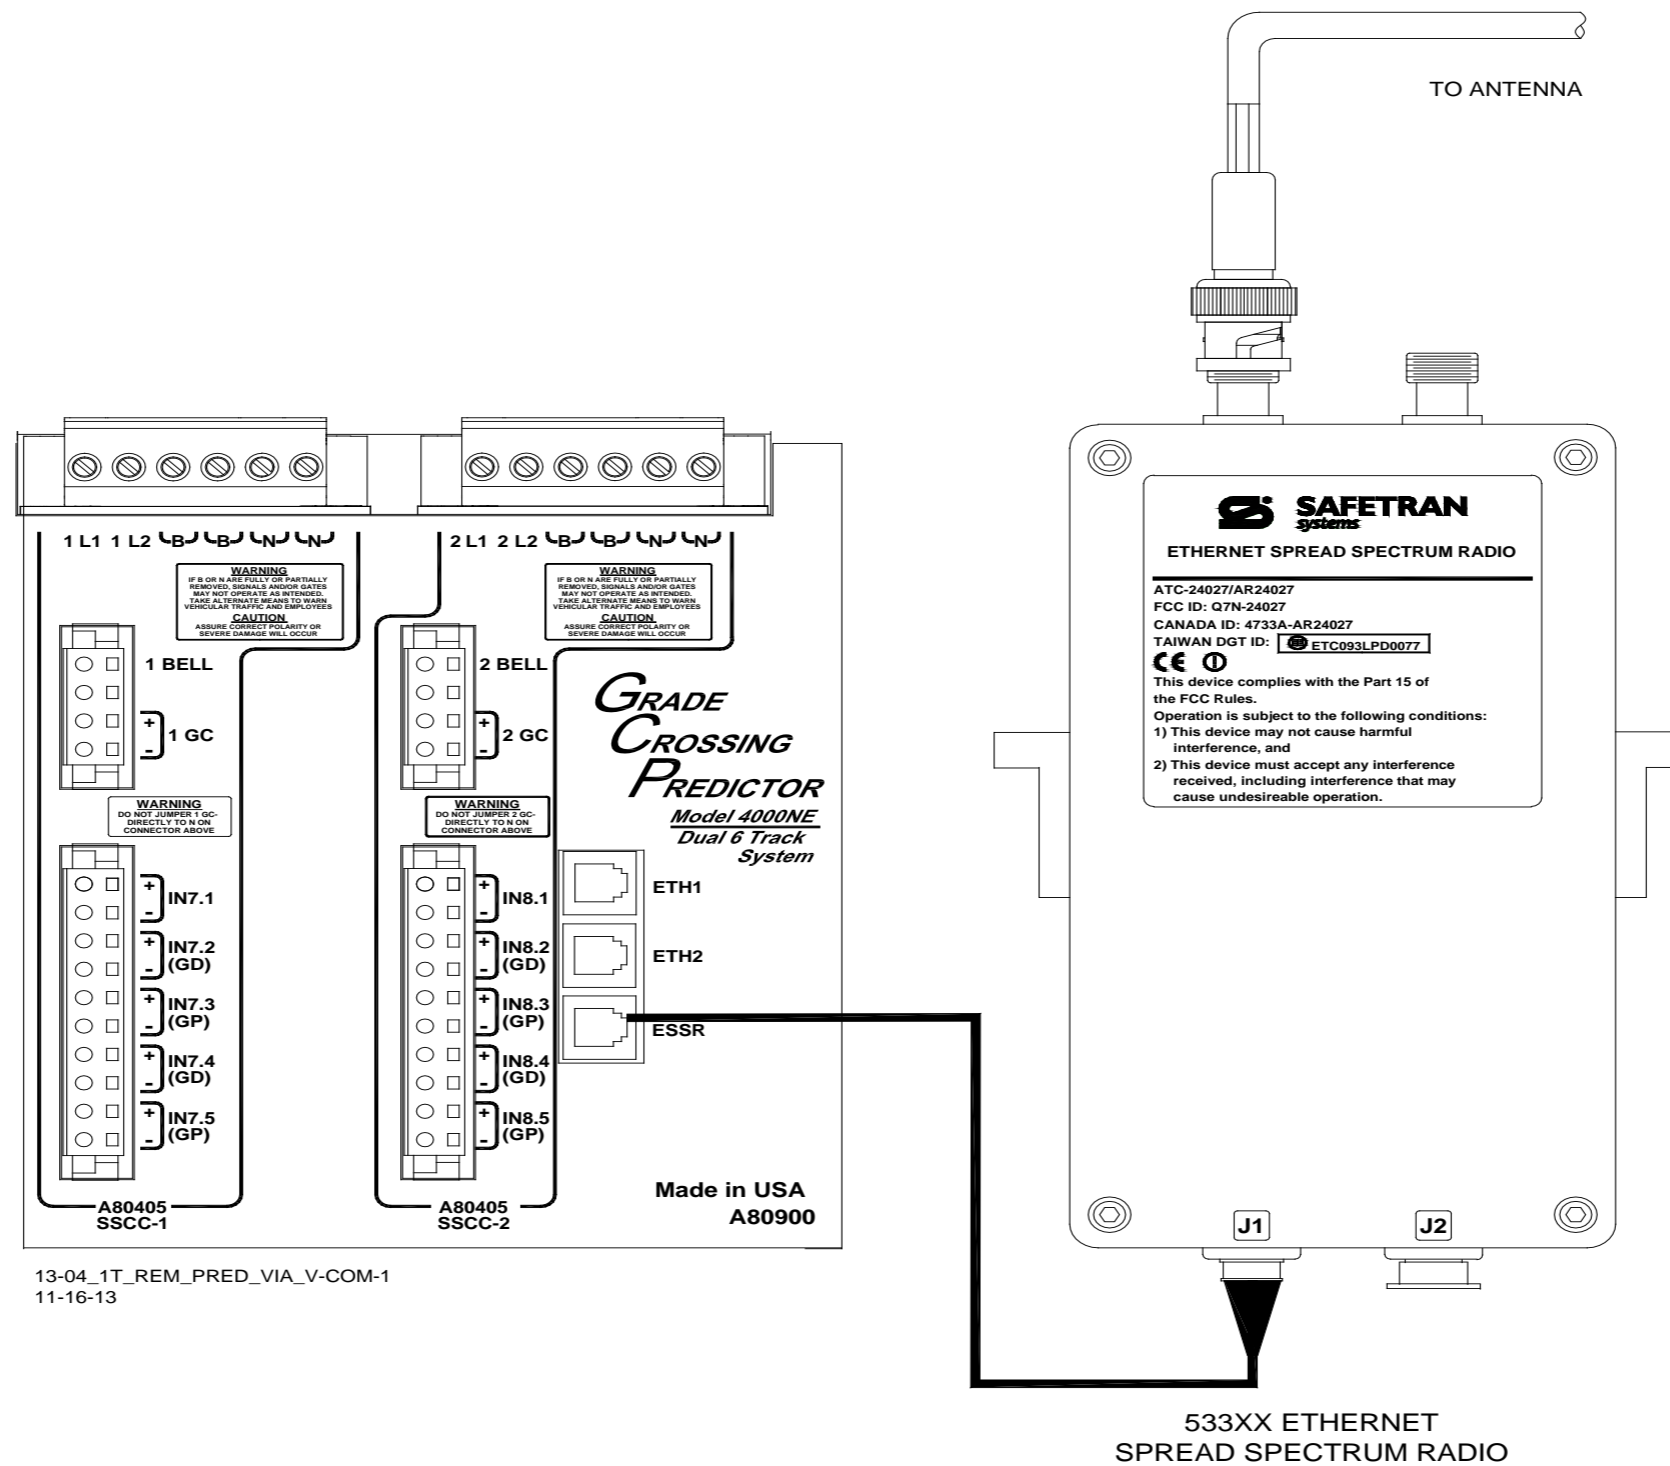 TO ANTENNA
1 L1 1 L2 B B N N
WARNING
IF B OR N ARE FULLY OR PARTIALLY
REMOVED, SIGNALS AND/OR GATES
MAY NOT OPERATE AS INTENDED.
TAKE ALTERNATE MEANS TO WARN
VEHICULAR TRAFFIC AND EMPLOYEES
CAUTION
ASSURE CORRECT POLARITY OR
SEVERE DAMAGE WILL OCCUR
1 BELL
+
1 GC
-
WARNING
DO NOT JUMPER 1 GC-
DIRECTLY TO N ON
CONNECTOR ABOVE
+
IN7.1
-
+
IN7.2
(GD)
-
+
IN7.3
(GP)
-
+
IN7.4
(GD)
-
+
IN7.5
(GP)
-
A80405
SSCC-1
2 L1 2 L2 B B N N
WARNING
IF B OR N ARE FULLY OR PARTIALLY
REMOVED, SIGNALS AND/OR GATES
MAY NOT OPERATE AS INTENDED.
TAKE ALTERNATE MEANS TO WARN
VEHICULAR TRAFFIC AND EMPLOYEES
CAUTION
ASSURE CORRECT POLARITY OR
SEVERE DAMAGE WILL OCCUR
2 BELL
+
2 GC
-
WARNING
DO NOT JUMPER 2 GC-
DIRECTLY TO N ON
CONNECTOR ABOVE
+
IN8.1
-
+
IN8.2
(GD)
-
+
IN8.3
(GP)
-
+
IN8.4
(GD)
-
+
IN8.5
(GP)
-
A80405
SSCC-2
GRADE
CROSSING
PREDICTOR
Model 4000NE
Dual 6 Track
System
ETH1
ETH2
ESSR
Made in USA
A80900
13-04_1T_REM_PRED_VIA_V-COM-1
11-16-13
SAFETRAN
systems
ETHERNET SPREAD SPECTRUM RADIO
ATC-24027/AR24027
FCC ID: Q7N-24027
CANADA ID: 4733A-AR24027
TAIWAN DGT ID: ETC093LPD0077
CE
This device complies with the Part 15 of
the FCC Rules.
Operation is subject to the following conditions:
1) This device may not cause harmful
interference, and
2) This device must accept any interference
received, including interference that may
cause undesireable operation.
J1
J2
533XX ETHERNET
SPREAD SPECTRUM RADIO